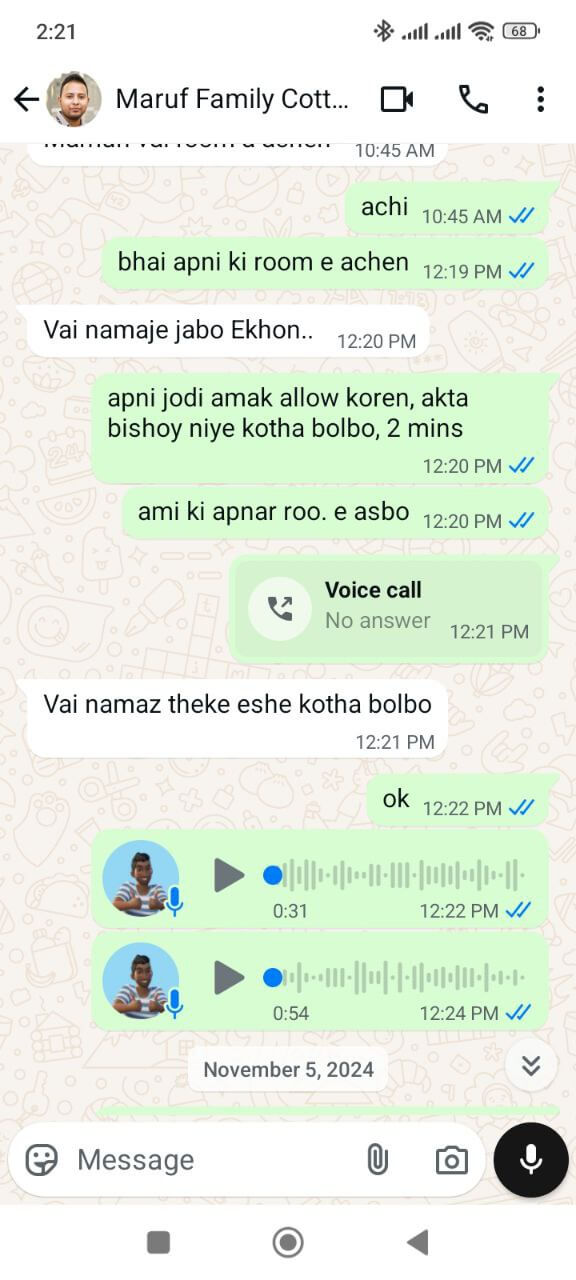 2:21
68
Maruf Family Cott...
10:45 AM
achi 10:45 AM
bhai apni ki room e achen 12:19 PM
Vai namaje jabo Ekhon.. 12:20 PM
apni jodi amak allow koren, akta
bishoy niye kotha bolbo, 2 mins
12:20 PM
ami ki apnar roo. e asbo 12:20 PM
Voice call
No answer 12:21 PM
Vai namaz theke eshe kotha bolbo
12:21 PM
ok 12:22 PM
0:31 12:22 PM
0:54 12:24 PM
November 5, 2024
Message